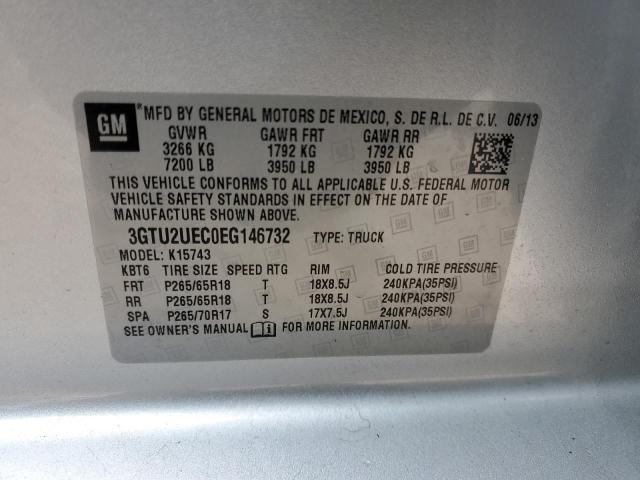 GM *MFD BY GENERAL MOTORS DE MEXICO, S. DE R.L. DE C.V. 06/13
GVWR GAWR FRT GAWR RR
3266 KG 1792 KG 1792 KG
7200 LB 3950 LB 3950 LB
THIS VEHICLE CONFORMS TO ALL APPLICABLE U.S. FEDERAL MOTOR
VEHICLE SAFETY STANDARDS IN EFFECT ON THE DATE OF
MANUFACTURE SHOWN ABOVE.
3GTU2UEC0EG146732 TYPE: TRUCK
MODEL: K15743
KBT6 TIRE SIZE SPEED RTG RIM COLD TIRE PRESSURE
FRT P265/65R18 T 18X8.5J 240KPA(35PSI)
RR P265/65R18 T 18X8.5J 240KPA(35PSI)
SPA P265/70R17 S 17X7.5J 240KPA(35PSI)
SEE OWNER'S MANUAL FOR MORE INFORMATION.